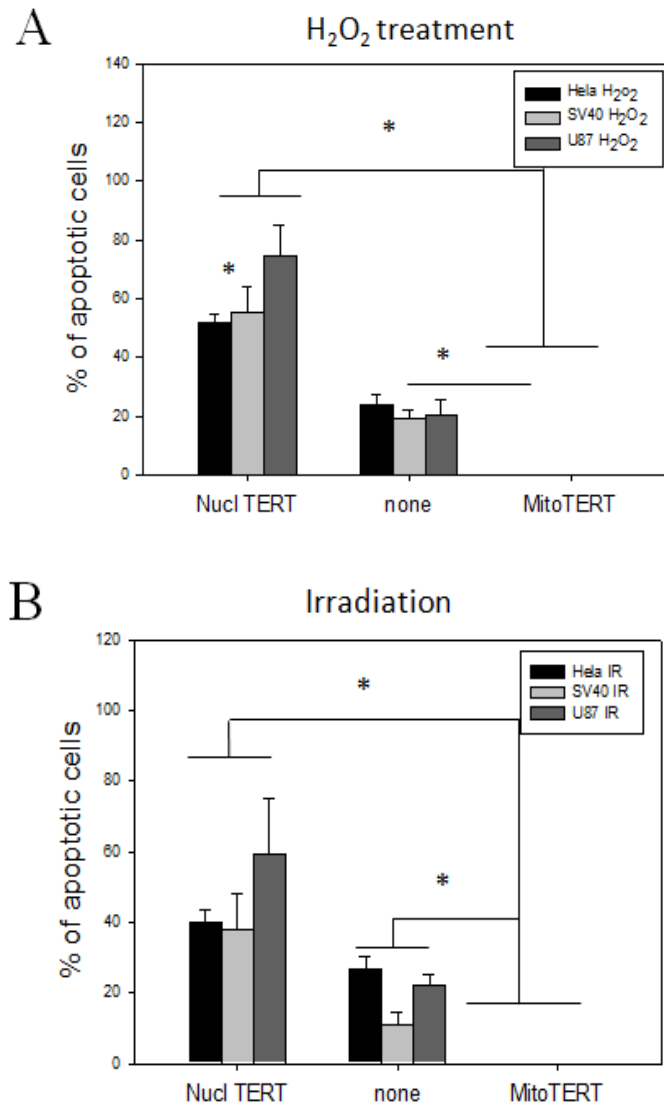 A
H₂O₂ treatment
% of apoptotic cells
140
120
100
80
60
40
20
0
Hela H₂o₂
SV40 H₂O₂
U87 H₂O₂
*
*
*
Nucl TERT none MitoTERT
B
Irradiation
% of apoptotic cells
120
100
80
60
40
20
0
Hela IR
SV40 IR
U87 IR
*
*
Nucl TERT none MitoTERT